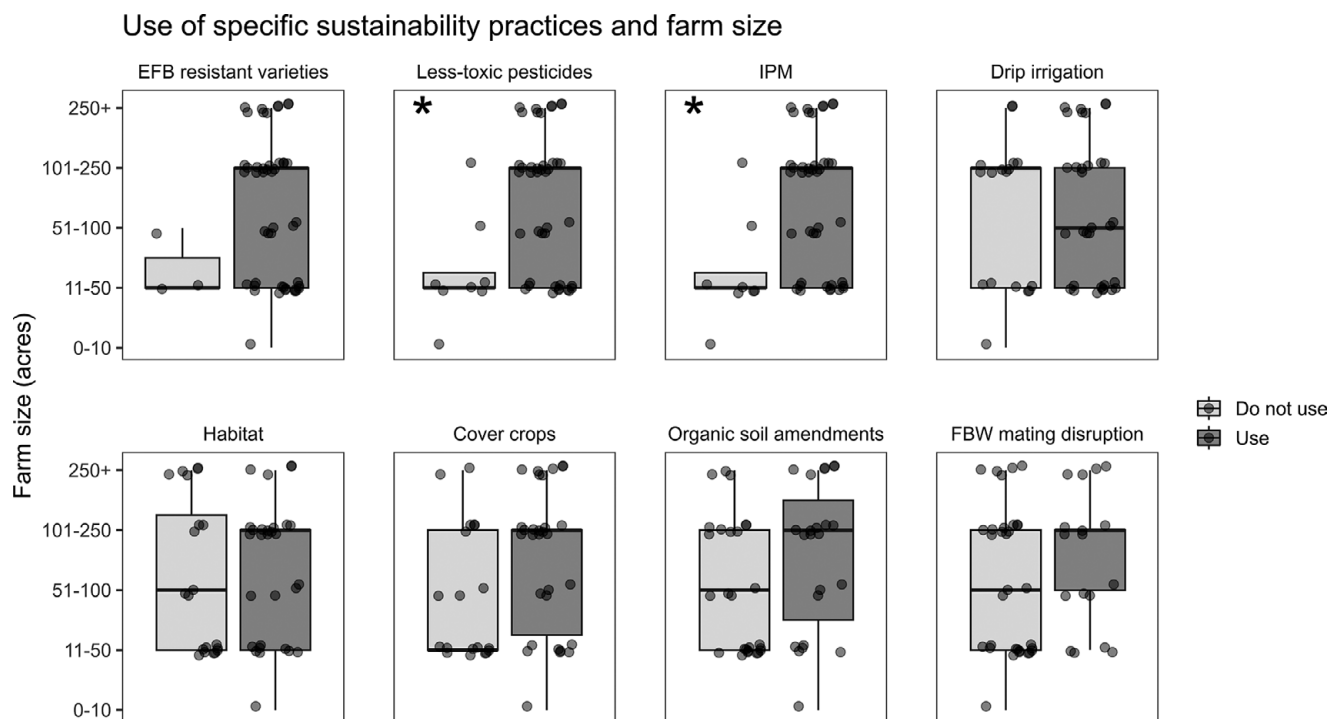 Use of specific sustainability practices and farm size
EFB resistant varieties
Less-toxic pesticides
IPM
Drip irrigation
*
*
250+
101-250
51-100
11-50
0-10
Farm size (acres)
Do not use
Use
Habitat
Cover crops
Organic soil amendments
FBW mating disruption
250+
101-250
51-100
11-50
0-10